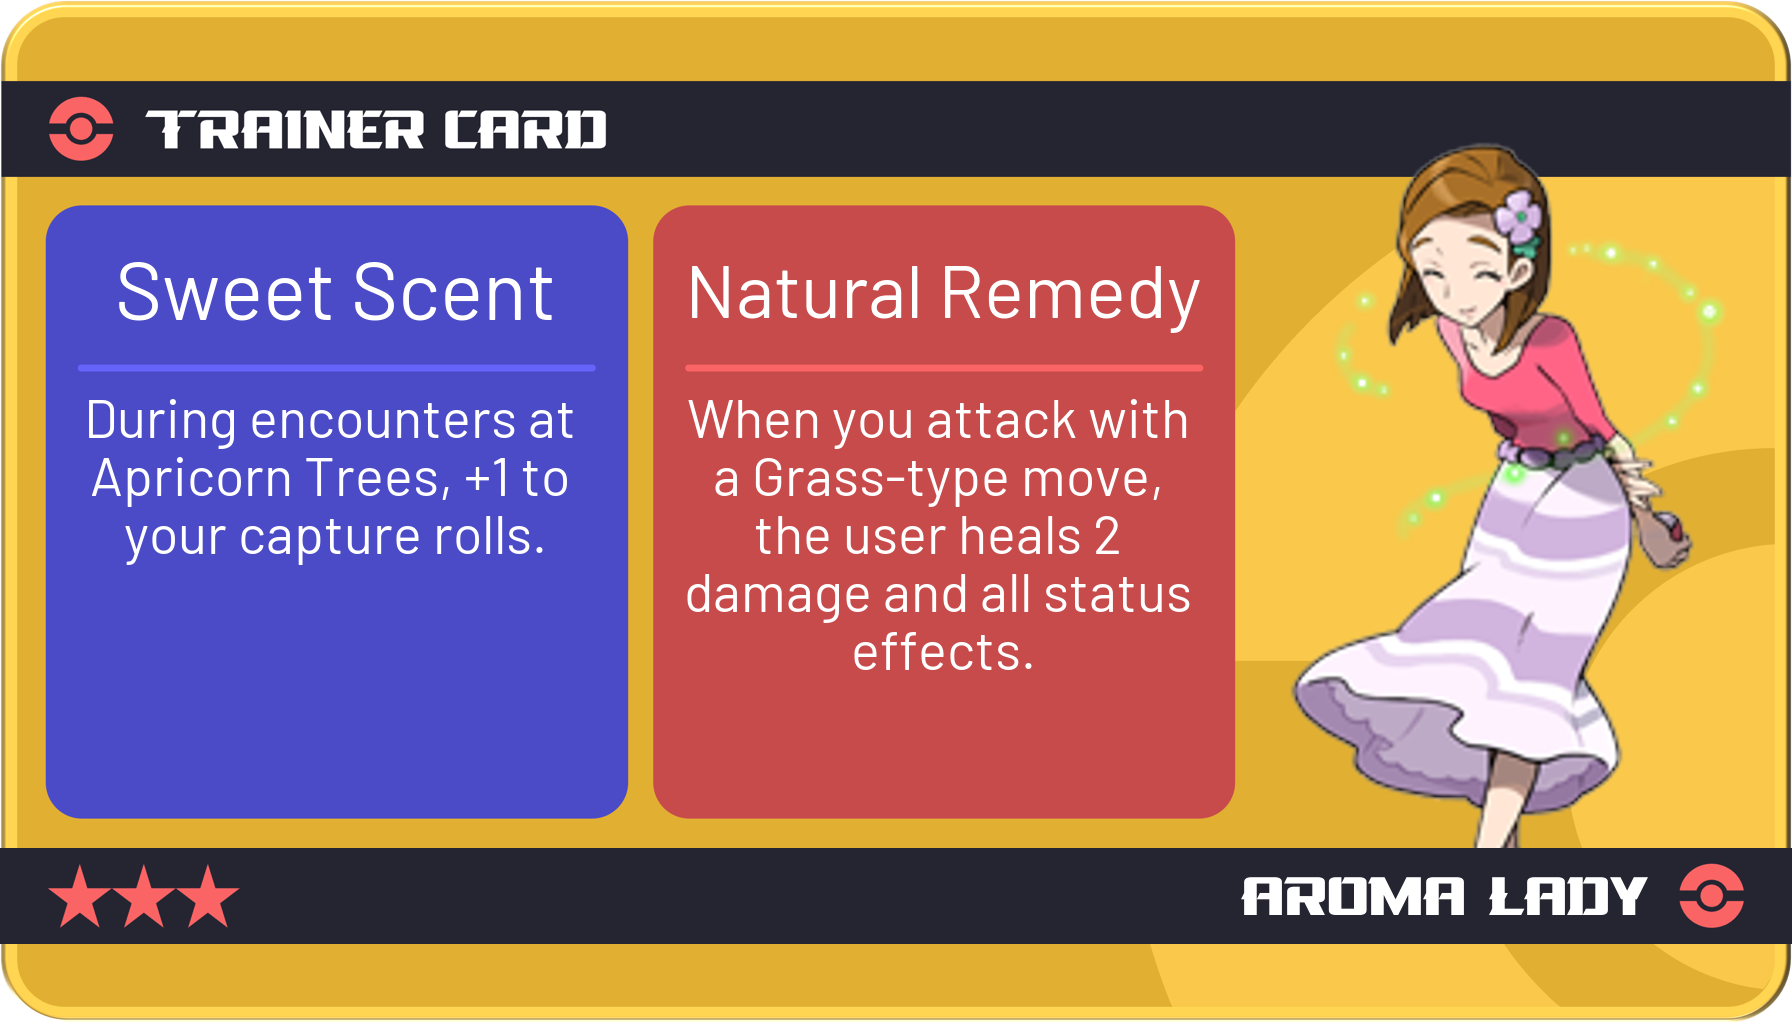 TRAINER CARD
Sweet Scent
During encounters at
Apricorn Trees, +1 to
your capture rolls.
Natural Remedy
When you attack with
a Grass-type move,
the user heals 2
damage and all status
effects.
AROMA LADY